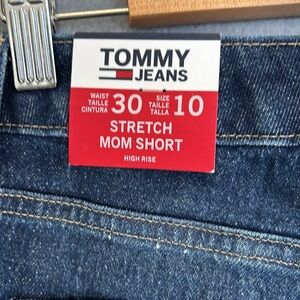 TOMMY
JEANS
WAIST TAILLE CINTURA 30 SIZE TAILLE TALLA 10
STRETCH
MOM SHORT
HIGH RISE